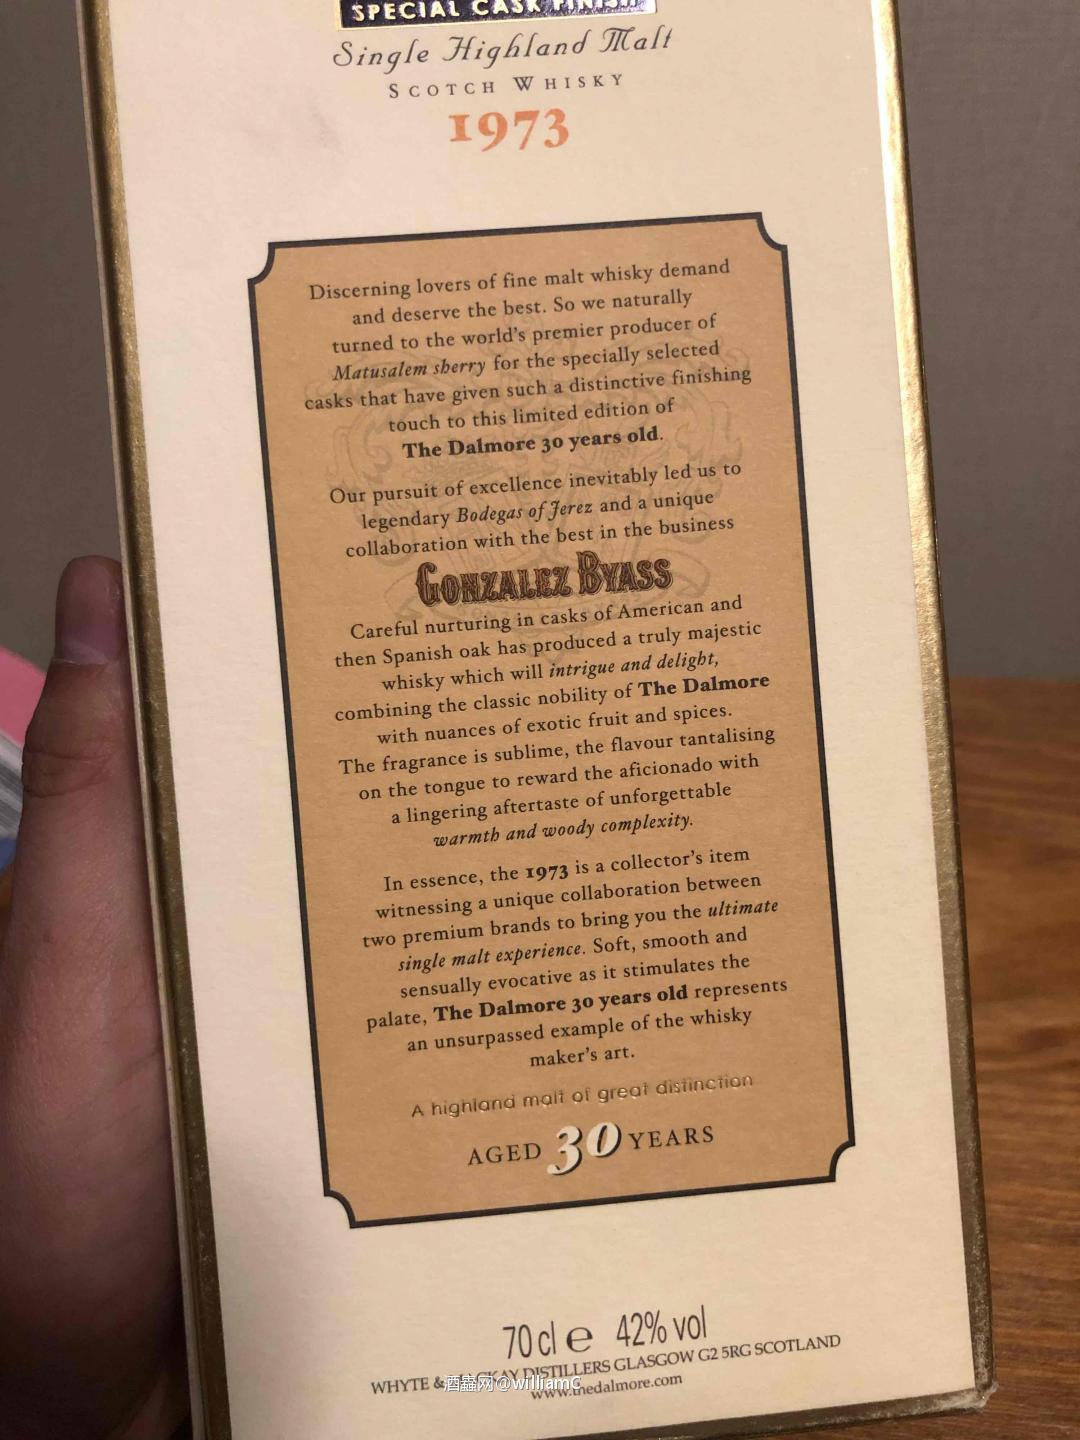 SPECIAL CASK FINISH
Single Highland Malt
SCOTCH WHISKY
1973
Discerning lovers of fine malt whisky demand
and deserve the best. So we naturally
turned to the world's premier producer of
Matusalem sherry for the specially selected
casks that have given such a distinctive finishing
touch to this limited edition of
The Dalmore 30 years old.
Our pursuit of excellence inevitably led us to
legendary Bodegas of Jerez and a unique
collaboration with the best in the business
GONZALEZ BYASS
Careful nurturing in casks of American and
then Spanish oak has produced a truly majestic
whisky which will intrigue and delight,
combining the classic nobility of The Dalmore
with nuances of exotic fruit and spices.
The fragrance is sublime, the flavour tantalising
on the tongue to reward the aficionado with
a lingering aftertaste of unforgettable
warmth and woody complexity.
In essence, the 1973 is a collector's item
witnessing a unique collaboration between
two premium brands to bring you the ultimate
single malt experience. Soft, smooth and
sensually evocative as it stimulates the
palate, The Dalmore 30 years old represents
an unsurpassed example of the whisky
maker's art.
A highland malt of great distinction
AGED 30 YEARS
70 cl e 42% vol
WHYTE & MACKAY DISTILLERS GLASGOW G2 5RG SCOTLAND
www.thedalmore.com
酒蟲网@williamG